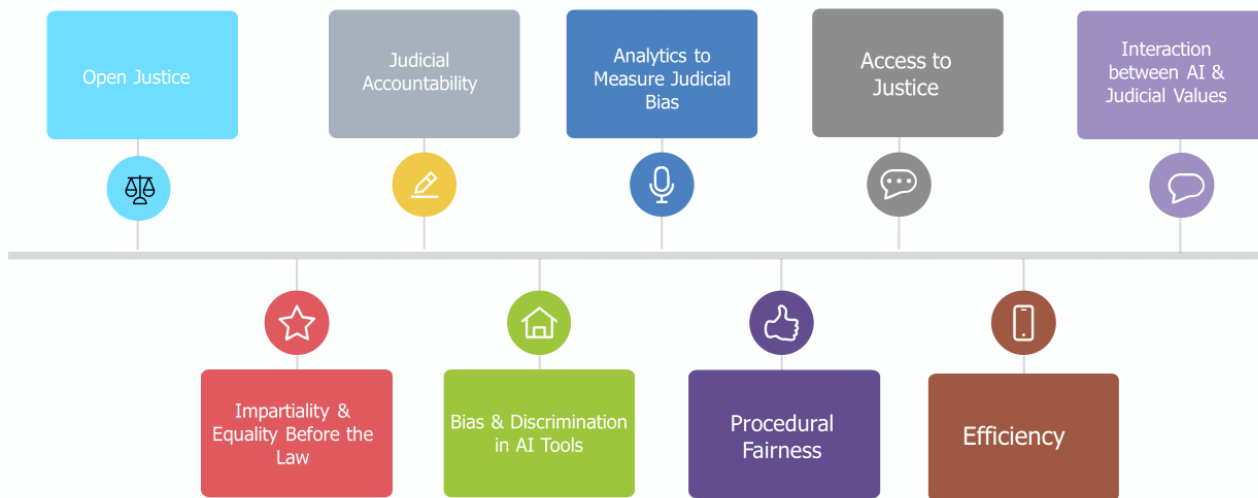 Open Justice
Judicial
Accountability
Analytics to
Measure Judicial
Bias
Access to
Justice
Interaction
between AI &
Judicial Values
Impartiality &
Equality Before the
Law
Bias & Discrimination
in AI Tools
Procedural
Fairness
Efficiency